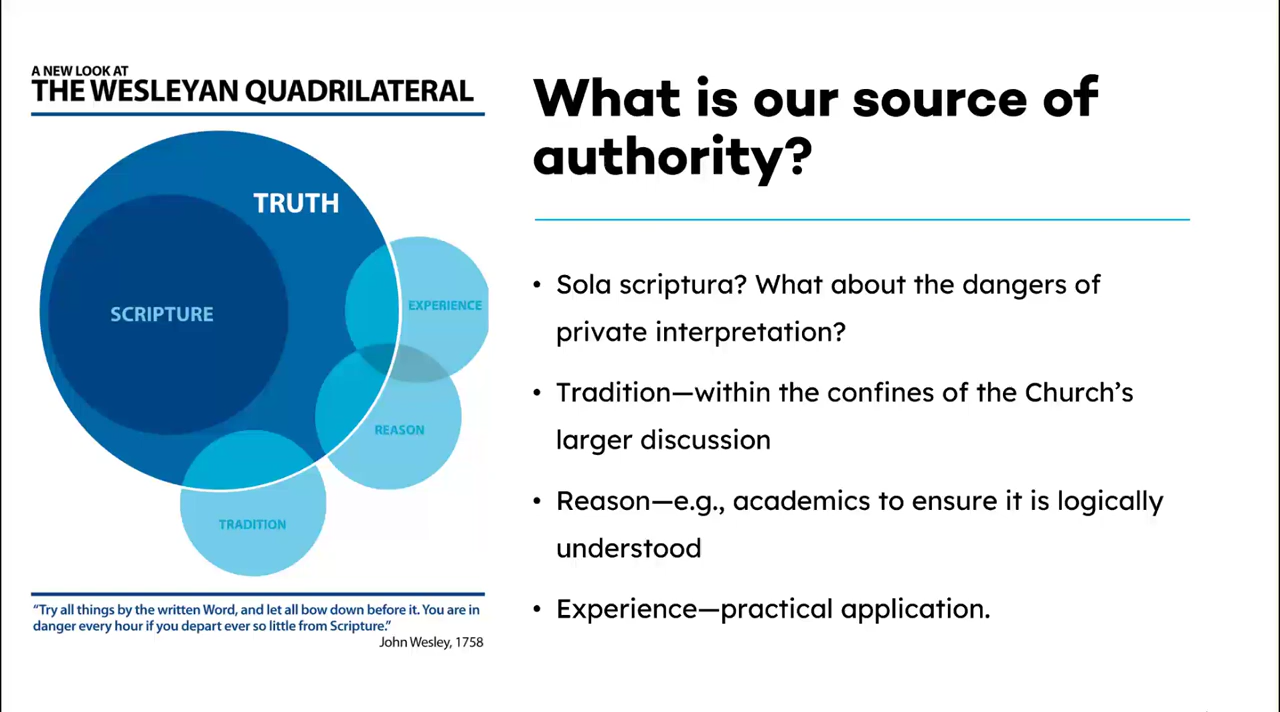 A NEW LOOK AT
THE WESLEYAN QUADRILATERAL
TRUTH
SCRIPTURE
EXPERIENCE
REASON
TRADITION
“Try all things by the written Word, and let all bow down before it. You are in
danger every hour if you depart ever so little from Scripture.”
John Wesley, 1758
What is our source of
authority?
• Sola scriptura? What about the dangers of
private interpretation?
• Tradition—within the confines of the Church’s
larger discussion
• Reason—e.g., academics to ensure it is logically
understood
• Experience—practical application.